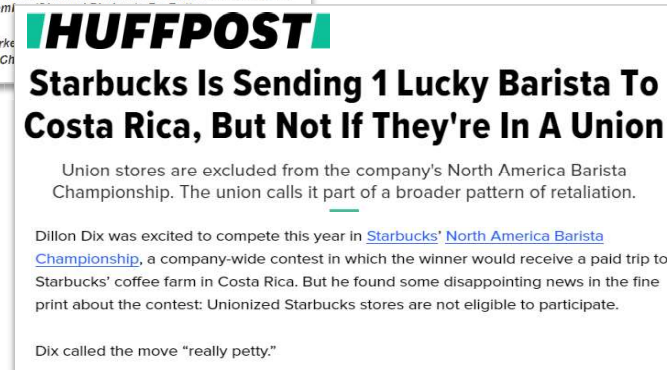 HUFFPOST
Starbucks Is Sending 1 Lucky Barista To
Costa Rica, But Not If They're In A Union
Union stores are excluded from the company's North America Barista
Championship. The union calls it part of a broader pattern of retaliation.
Dillon Dix was excited to compete this year in Starbucks' North America Barista
Championship, a company-wide contest in which the winner would receive a paid trip to
Starbucks' coffee farm in Costa Rica. But he found some disappointing news in the fine
print about the contest: Unionized Starbucks stores are not eligible to participate.
Dix called the move “really petty.”